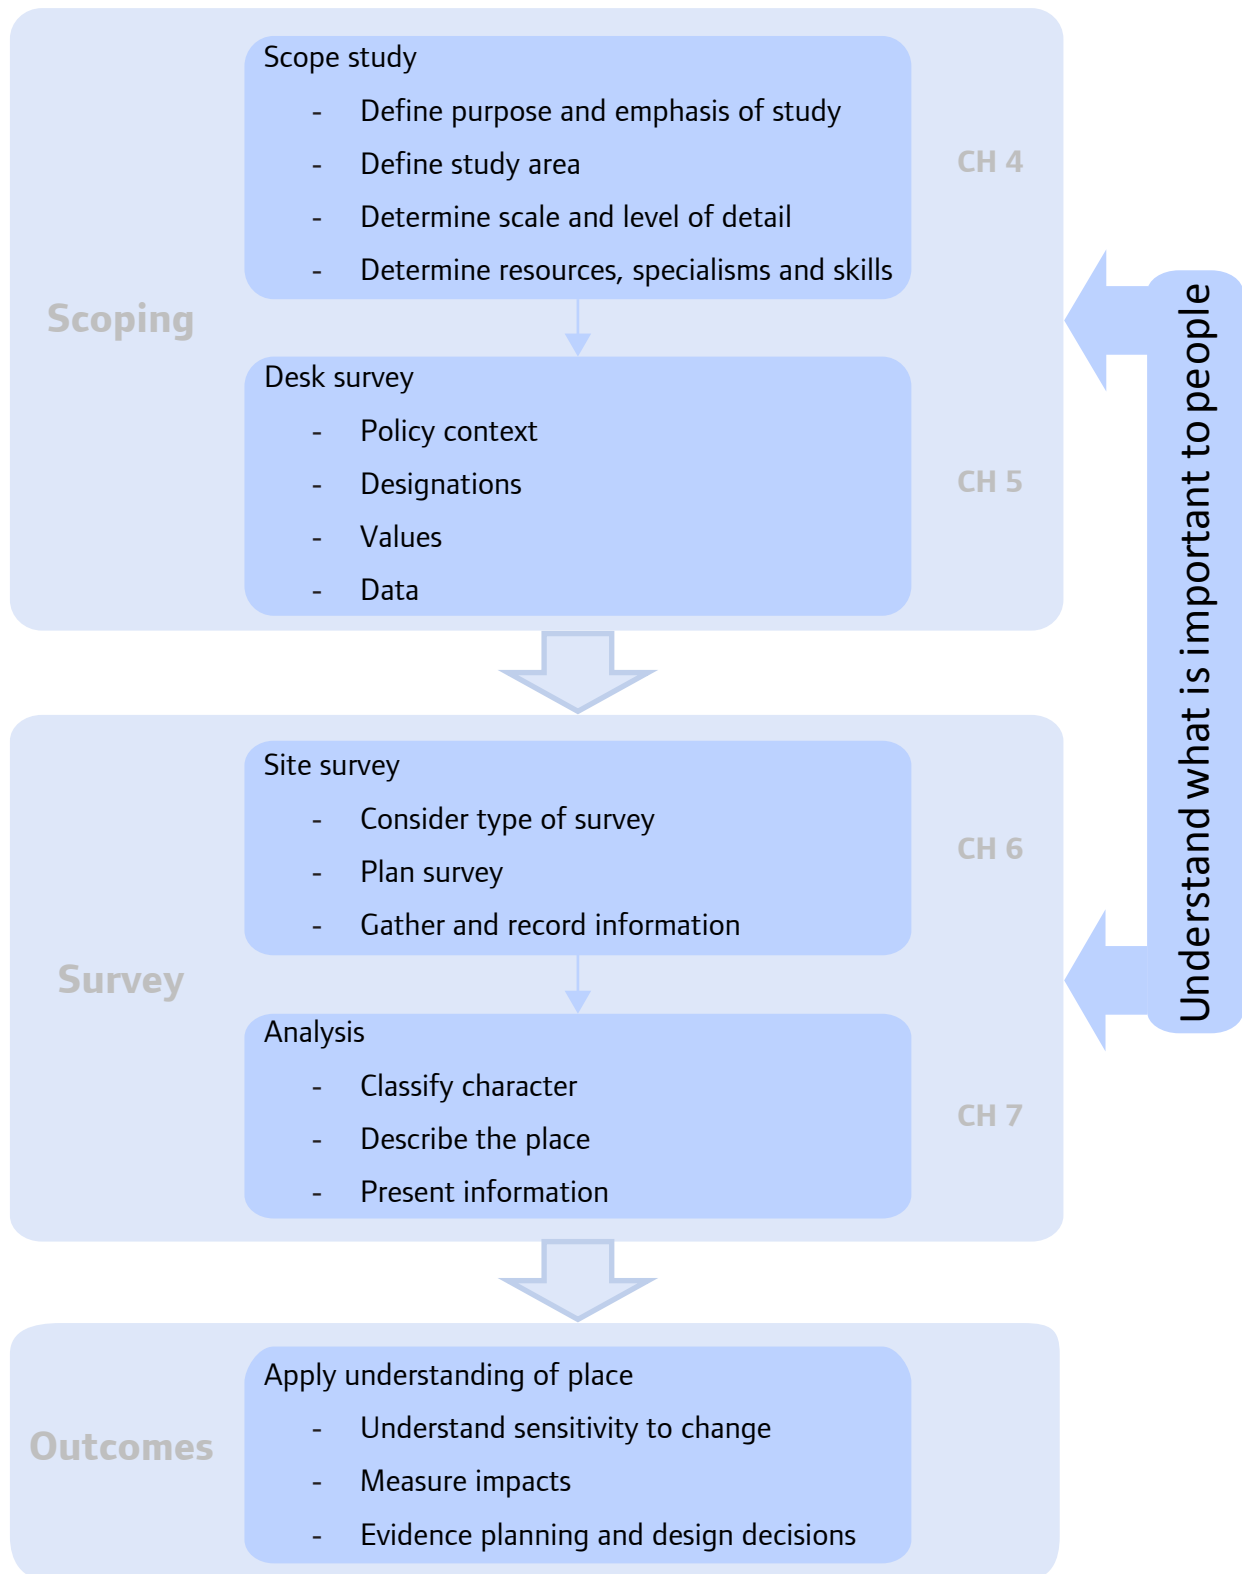 Scope study
- Define purpose and emphasis of study
- Define study area
- Determine scale and level of detail
- Determine resources, specialisms and skills
CH 4
Scoping
Desk survey
- Policy context
- Designations
- Values
- Data
CH 5
Understand what is important to people
Site survey
- Consider type of survey
- Plan survey
- Gather and record information
CH 6
Survey
Analysis
- Classify character
- Describe the place
- Present information
CH 7
Apply understanding of place
- Understand sensitivity to change
- Measure impacts
- Evidence planning and design decisions
Outcomes